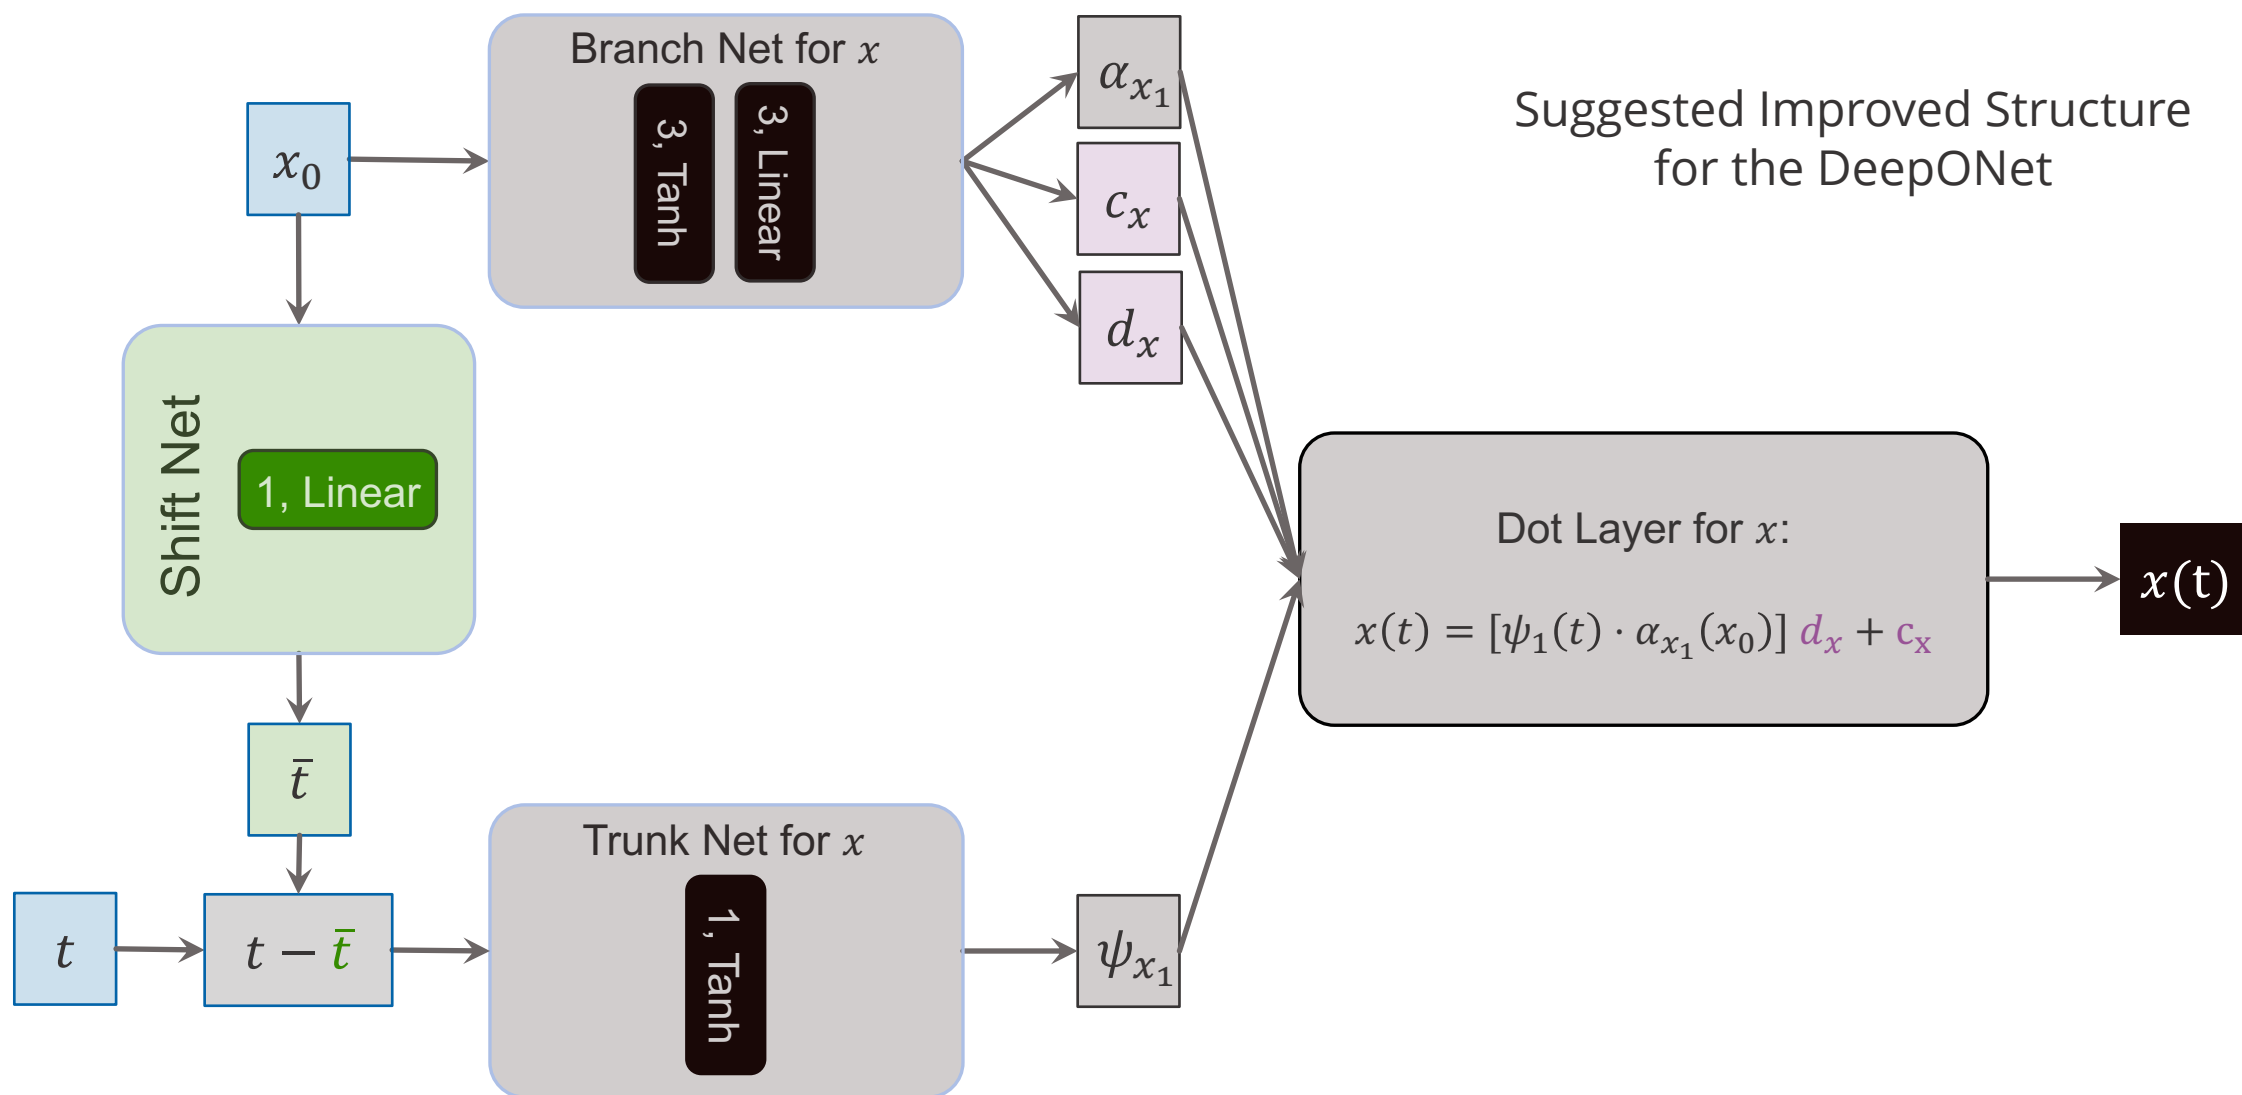 Branch Net for x
3, Tanh
3, Linear
x₀
α_{x₁}
c_x
d_x
Suggested Improved Structure
for the DeepONet
Shift Net
1, Linear
Dot Layer for x:
x(t) = [ψ₁(t) · α_{x₁}(x₀)] d_x + c_x
x(t)
t̄
Trunk Net for x
1, Tanh
t
t − t̄
ψ_{x₁}